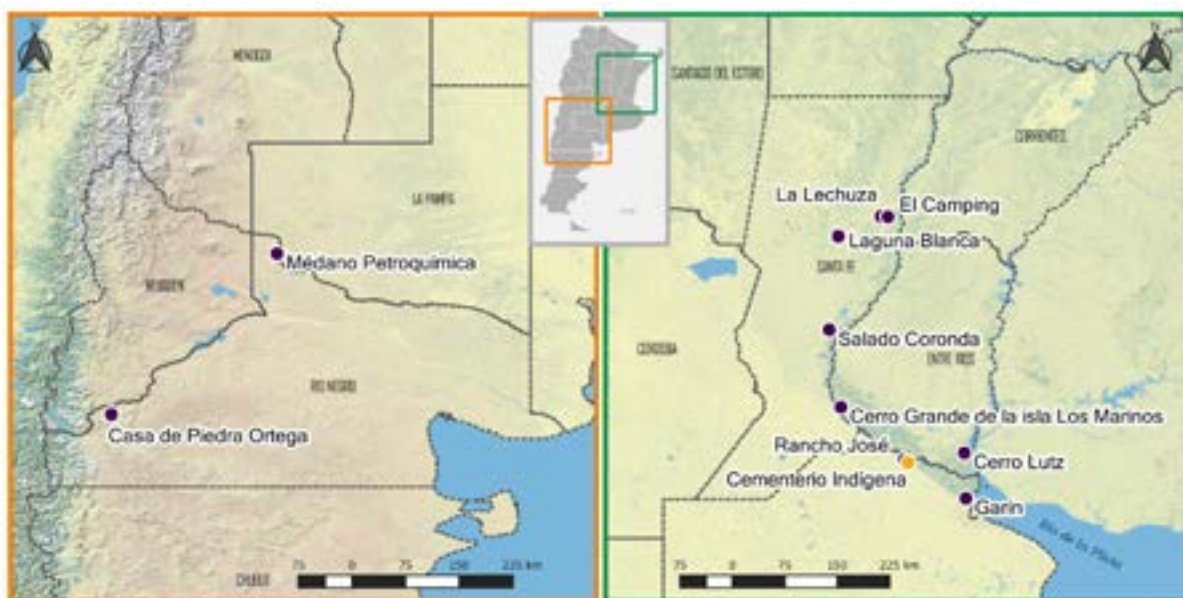 MENDOZA
LA PAMPA
Médano Petroquimica
NEUQUEN
RIO NEGRO
Casa de Piedra Ortega
CHUBUT
75 0 75 150 225 km
SANTIAGO DEL ESTERO
CORRIENTES
La Lechuza
El Camping
Laguna Blanca
SANTA FE
Salado Coronda
CORDOBA
ENTRE RIOS
Cerro Grande de la isla Los Marinos
Rancho José
Cerro Lutz
Cementerio Indígena
Garín
Río de la Plata
75 0 75 150 225 km